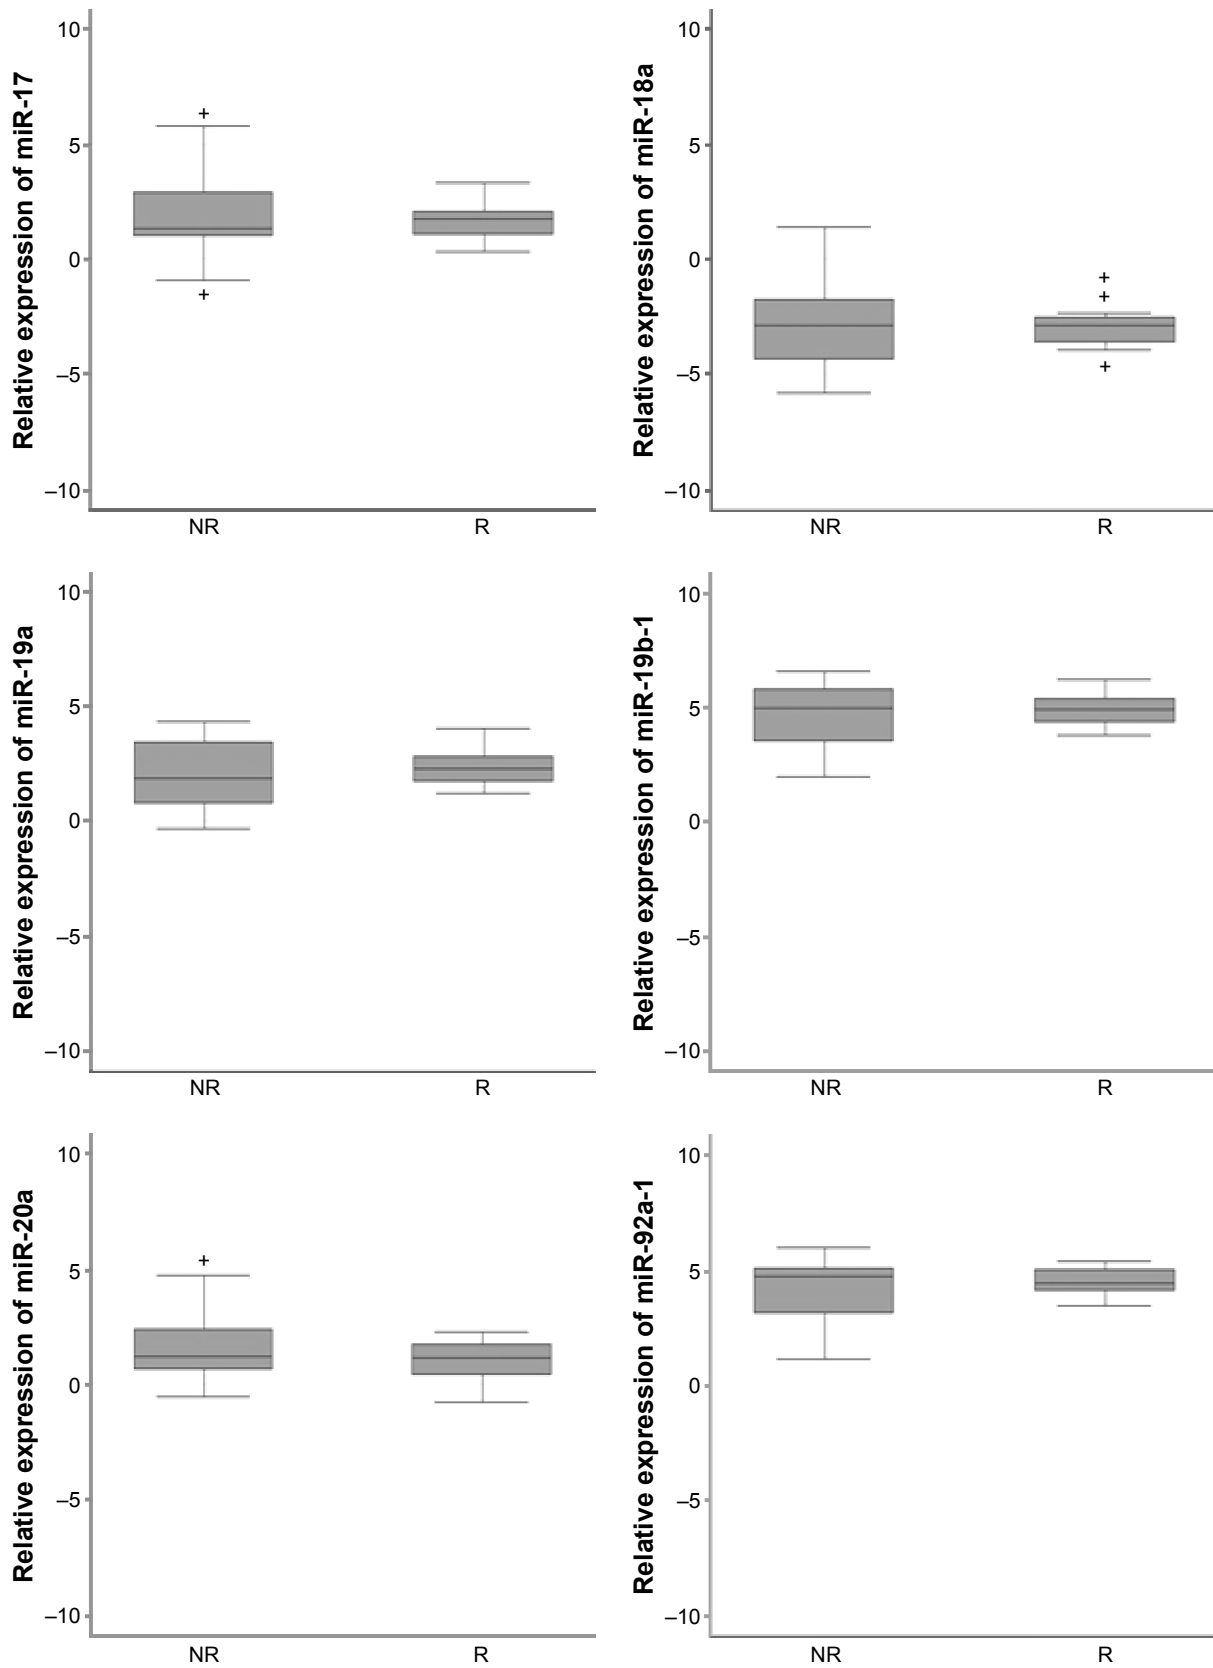 Relative expression of miR-17
10
5
0
–5
–10
NR R
Relative expression of miR-18a
10
5
0
–5
–10
NR R
Relative expression of miR-19a
10
5
0
–5
–10
NR R
Relative expression of miR-19b-1
10
5
0
–5
–10
NR R
Relative expression of miR-20a
10
5
0
–5
–10
NR R
Relative expression of miR-92a-1
10
5
0
–5
–10
NR R